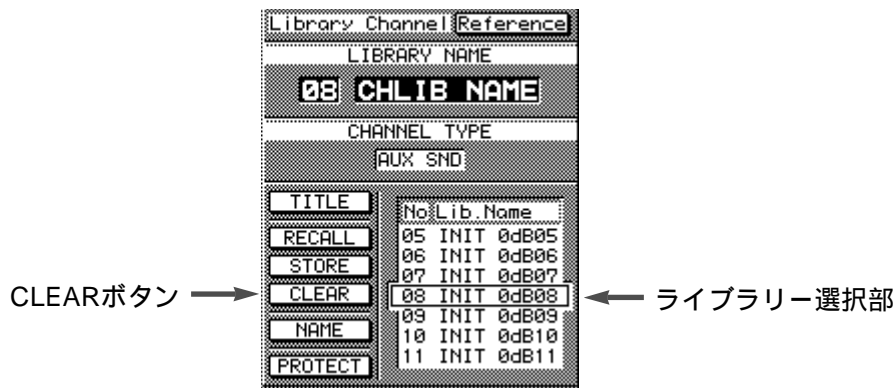 Library Channel Reference
LIBRARY NAME
08 CHLIB NAME
CHANNEL TYPE
AUX SND
TITLE
RECALL
STORE
CLEAR
NAME
PROTECT
No Lib.Name
05 INIT 0dB05
06 INIT 0dB06
07 INIT 0dB07
08 INIT 0dB08
09 INIT 0dB09
10 INIT 0dB10
11 INIT 0dB11
CLEARボタン
ライブラリー選択部